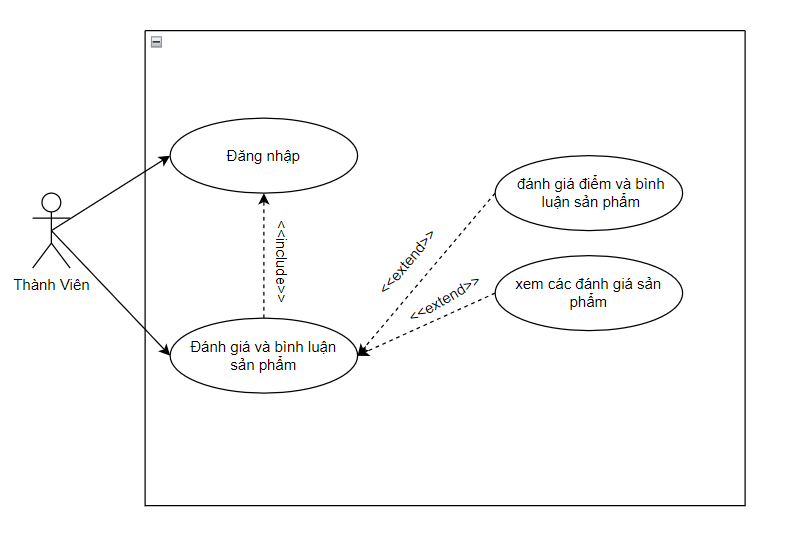 Đăng nhập
đánh giá điểm và bình
luận sản phẩm
<<include>>
<<extend>>
Thành Viên
xem các đánh giá sản
phẩm
<<extend>>
Đánh giá và bình luận
sản phẩm